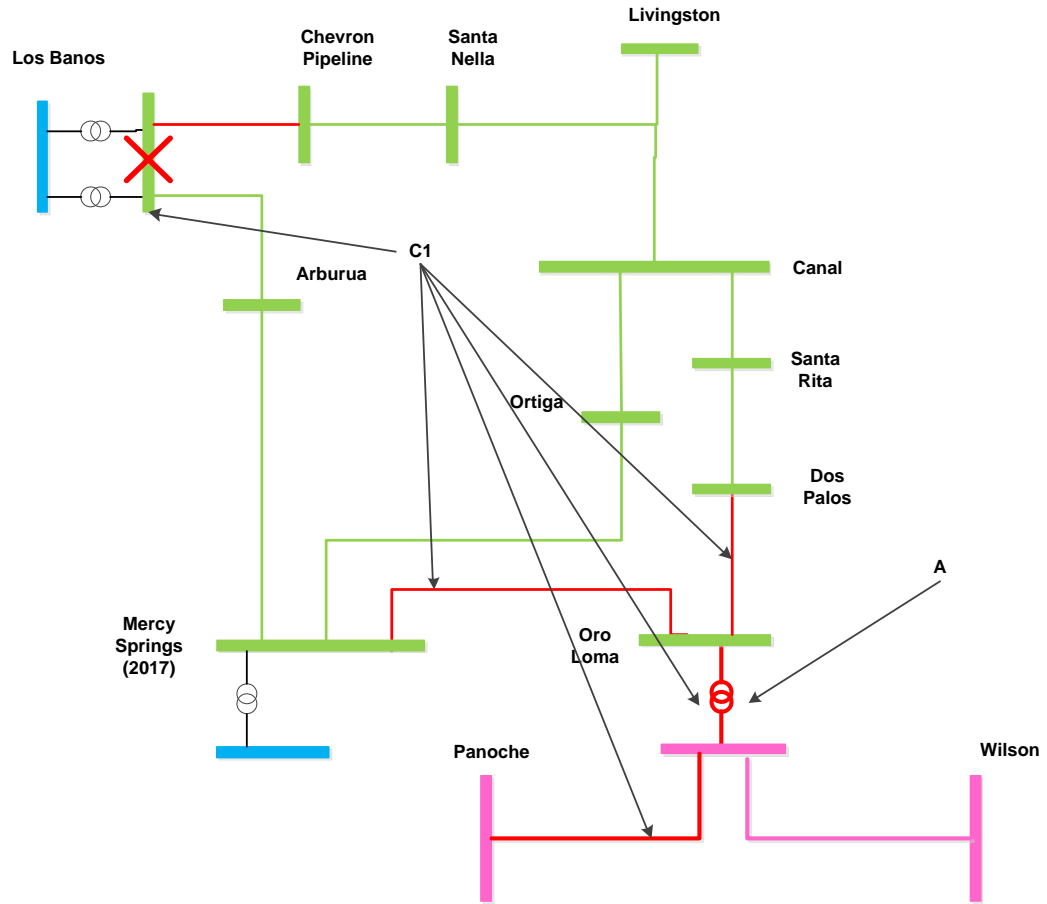 Livingston
Chevron
Pipeline
Santa
Nella
Los Banos
C1
Arburua
Canal
Santa
Rita
Ortiga
Dos
Palos
A
Mercy
Springs
(2017)
Oro
Loma
Panoche
Wilson